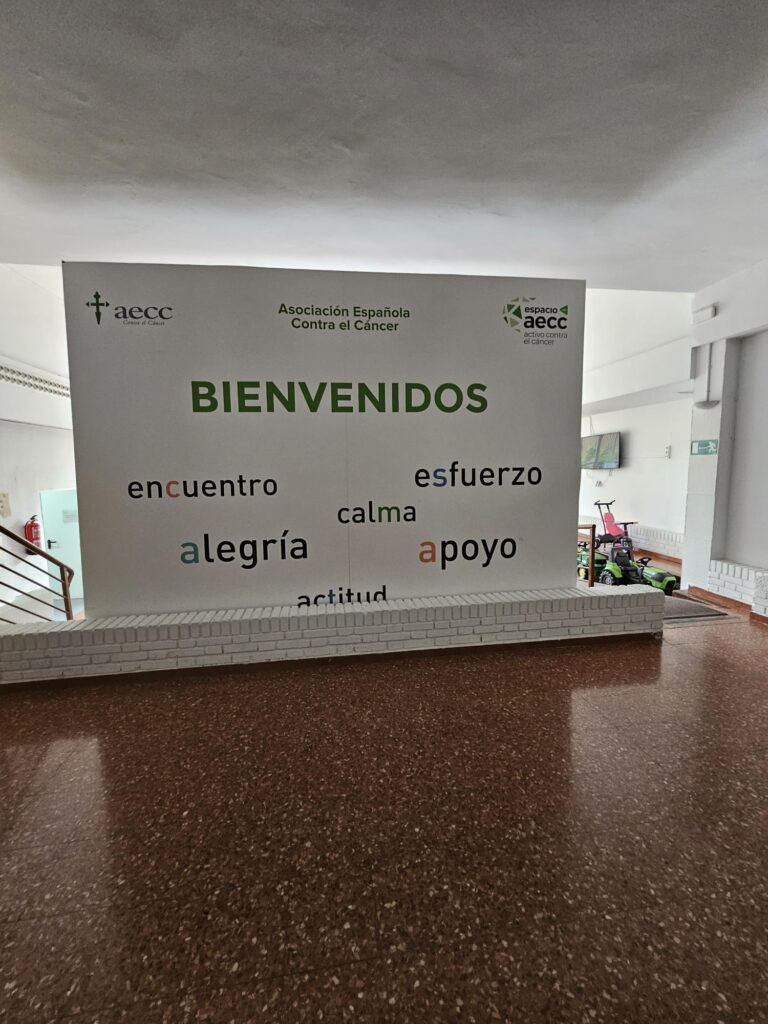 aecc
Contra el Cáncer
Asociación Española
Contra el Cáncer
espacio
aecc
activo contra
el cáncer
BIENVENIDOS
encuentro
esfuerzo
calma
alegría
apoyo
actitud